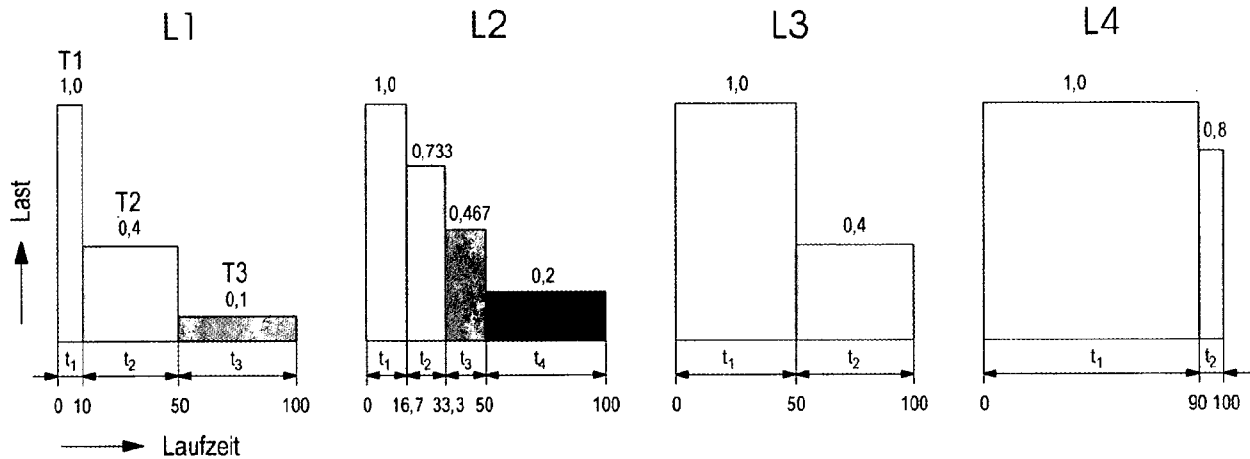 L1 L2 L3 L4
T1
1,0 1,0 1,0 1,0
0,8
0,733
Last
T2
0,4 0,467 0,4
T3
0,1 0,2
t1 t2 t3 t1 t2 t3 t4 t1 t2 t1 t2
0 10 50 100 0 16,7 33,3 50 100 0 50 100 0 90 100
Laufzeit